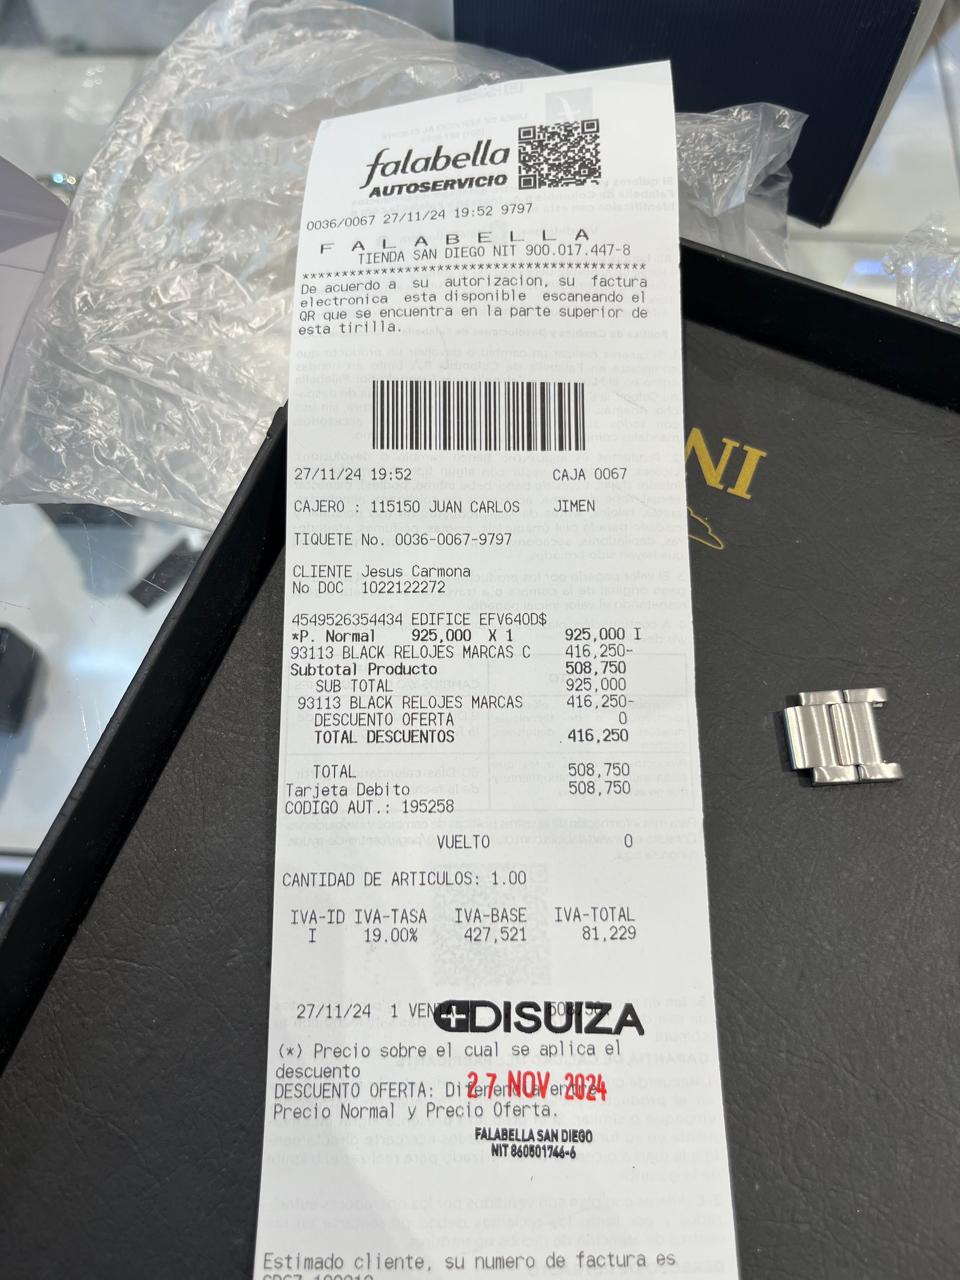 falabella
AUTOSERVICIO
0036/0067 27/11/24 19:52 9797
F A L A B E L L A
TIENDA SAN DIEGO NIT 900.017.447-8
****************************************
De acuerdo a su autorizacion, su factura
electronica esta disponible escaneando el
QR que se encuentra en la parte superior de
esta tirilla.
27/11/24 19:52 CAJA 0067
CAJERO : 115150 JUAN CARLOS JIMEN
TIQUETE No. 0036-0067-9797
CLIENTE Jesus Carmona
No DOC 1022122272
4549526354434 EDIFICE EFV640D$
*P. Normal 925,000 X 1 925,000 I
93113 BLACK RELOJES MARCAS C 416,250-
Subtotal Producto 508,750
SUB TOTAL 925,000
93113 BLACK RELOJES MARCAS 416,250-
DESCUENTO OFERTA 0
TOTAL DESCUENTOS 416,250
TOTAL 508,750
Tarjeta Debito 508,750
CODIGO AUT.: 195258
VUELTO 0
CANTIDAD DE ARTICULOS: 1.00
IVA-ID IVA-TASA IVA-BASE IVA-TOTAL
I 19.00% 427,521 81,229
27/11/24 1 VENTA
DISUIZA
(*) Precio sobre el cual se aplica el
descuento
DESCUENTO OFERTA: entre
27 NOV 2024
Precio Normal y Precio Oferta.
FALABELLA SAN DIEGO
NIT 860501746-6
Estimado cliente, su numero de factura es
NI